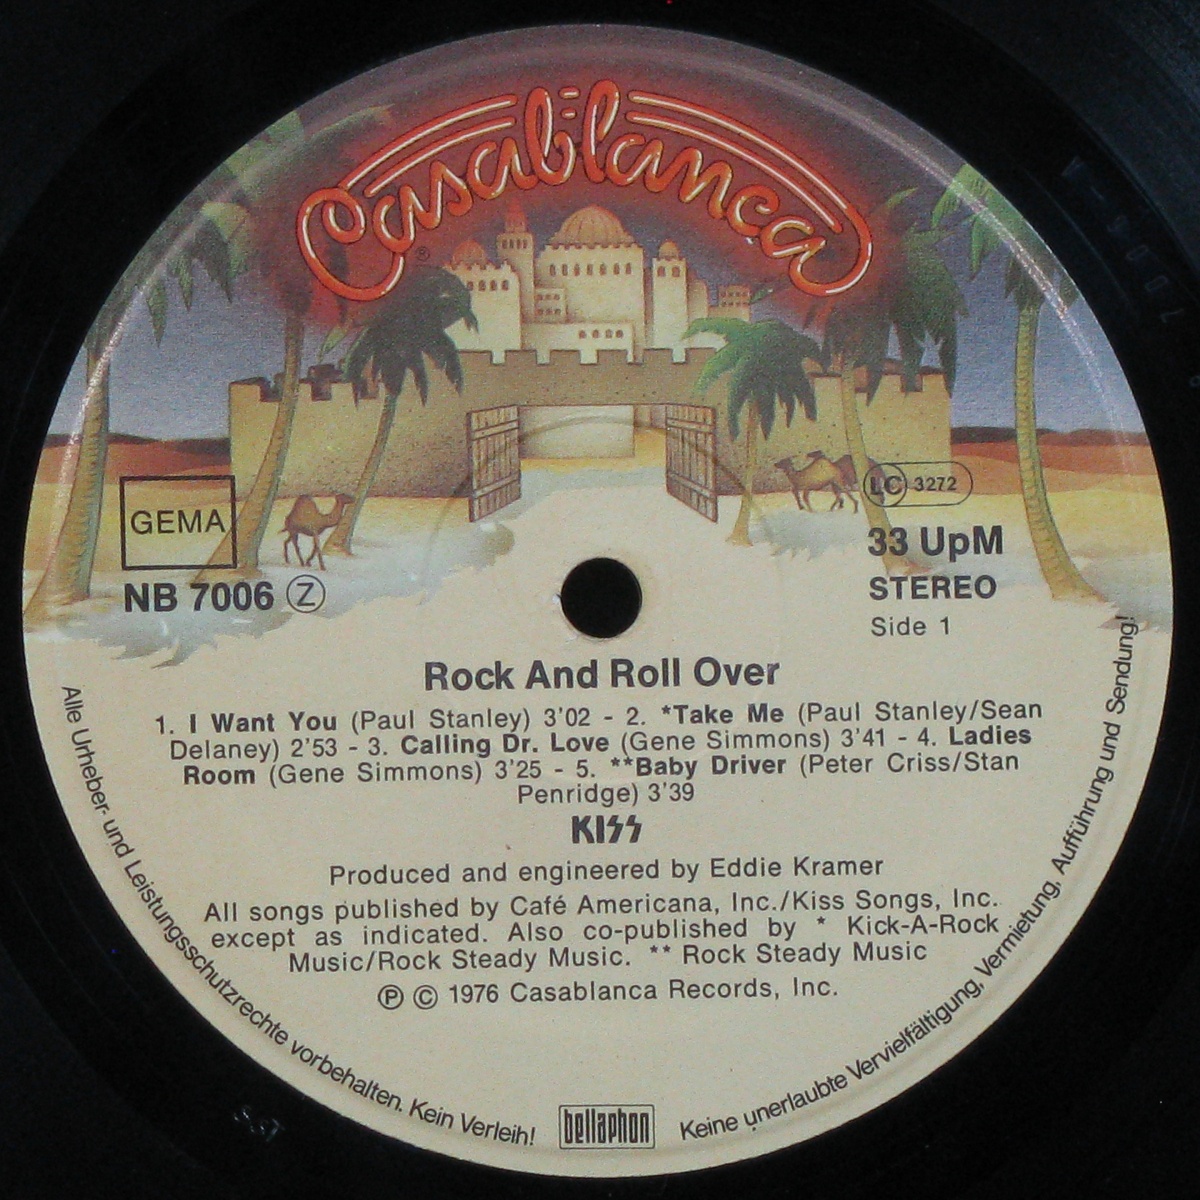 Casablanca
®
GEMA
LC 3272
NB 7006 Z
33 UpM
STEREO
Side 1
Rock And Roll Over
1. I Want You (Paul Stanley) 3'02 - 2. *Take Me (Paul Stanley/Sean
Delaney) 2'53 - 3. Calling Dr. Love (Gene Simmons) 3'41 - 4. Ladies
Room (Gene Simmons) 3'25 - 5. **Baby Driver (Peter Criss/Stan
Penridge) 3'39
KISS
Produced and engineered by Eddie Kramer
All songs published by Café Americana, Inc./Kiss Songs, Inc.
except as indicated. Also co-published by * Kick-A-Rock
Music/Rock Steady Music. ** Rock Steady Music
Ⓟ © 1976 Casablanca Records, Inc.
Alle Urheber- und Leistungsschutzrechte vorbehalten. Kein Verleih!
bellaphon
Keine unerlaubte Vervielfältigung, Vermietung, Aufführung und Sendung!